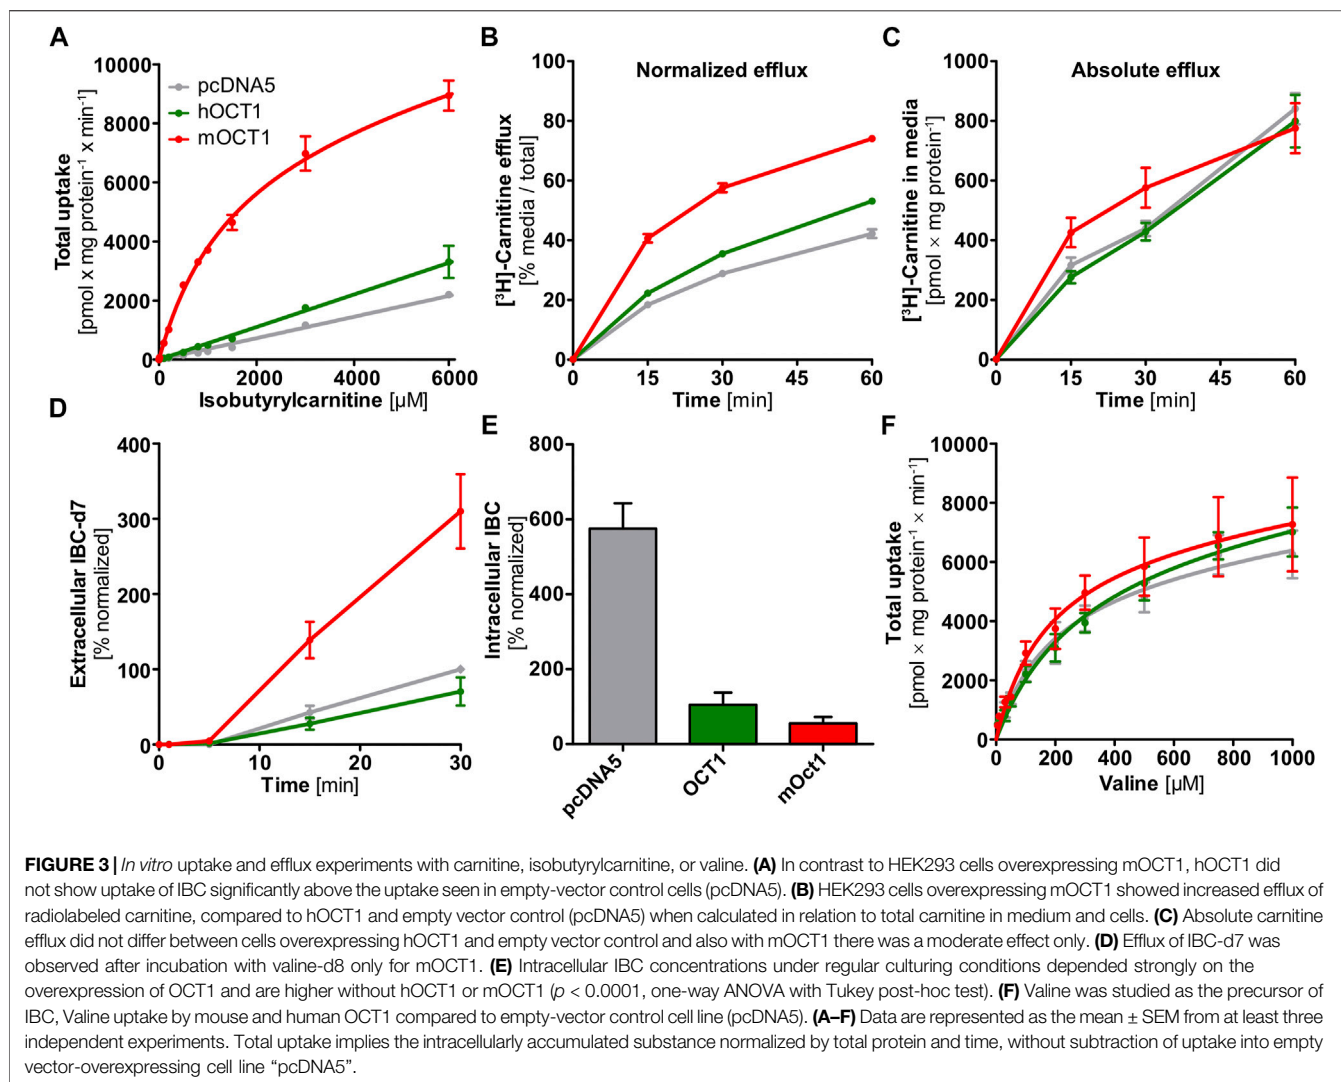 A
10000
8000
6000
4000
2000
0
Total uptake
[pmol x mg protein⁻¹ x min⁻¹]
pcDNA5
hOCT1
mOCT1
0 2000 4000 6000
Isobutyrylcarnitine [µM]
B
Normalized efflux
100
80
60
40
20
0
[³H]-Carnitine efflux
[% media / total]
0 15 30 45 60
Time [min]
C
Absolute efflux
1000
800
600
400
200
0
[³H]-Carnitine in media
[pmol × mg protein⁻¹]
0 15 30 45 60
Time [min]
D
400
300
200
100
0
Extracellular IBC-d7
[% normalized]
10 20 30
Time [min]
E
800
600
400
200
0
Intracellular IBC
[% normalized]
pcDNA5
OCT1
mOct1
F
10000
8000
6000
4000
2000
0
Total uptake
[pmol × mg protein⁻¹ × min⁻¹]
0 200 400 600 800 1000
Valine [µM]
FIGURE 3 | In vitro uptake and efflux experiments with carnitine, isobutyrylcarnitine, or valine. (A) In contrast to HEK293 cells overexpressing mOCT1, hOCT1 did
not show uptake of IBC significantly above the uptake seen in empty-vector control cells (pcDNA5). (B) HEK293 cells overexpressing mOCT1 showed increased efflux of
radiolabeled carnitine, compared to hOCT1 and empty vector control (pcDNA5) when calculated in relation to total carnitine in medium and cells. (C) Absolute carnitine
efflux did not differ between cells overexpressing hOCT1 and empty vector control and also with mOCT1 there was a moderate effect only. (D) Efflux of IBC-d7 was
observed after incubation with valine-d8 only for mOCT1. (E) Intracellular IBC concentrations under regular culturing conditions depended strongly on the
overexpression of OCT1 and are higher without hOCT1 or mOCT1 (p < 0.0001, one-way ANOVA with Tukey post-hoc test). (F) Valine was studied as the precursor of
IBC, Valine uptake by mouse and human OCT1 compared to empty-vector control cell line (pcDNA5). (A–F) Data are represented as the mean ± SEM from at least three
independent experiments. Total uptake implies the intracellularly accumulated substance normalized by total protein and time, without subtraction of uptake into empty
vector-overexpressing cell line “pcDNA5”.